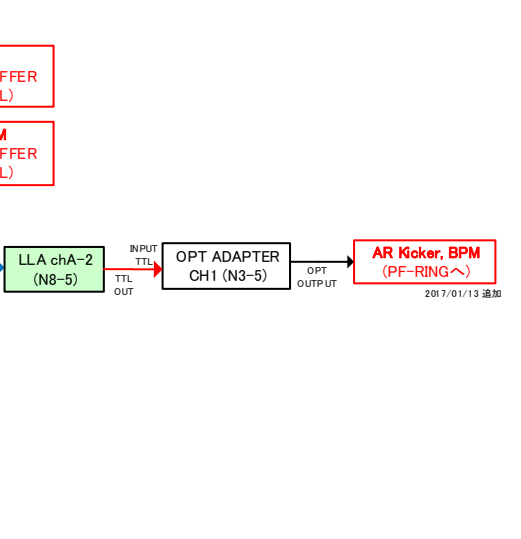 FFER
L)
M
FFER
L)
LLA chA-2
(N8-5)
TTL
OUT
INPUT
TTL
OPT ADAPTER
CH1 (N3-5)
OPT
OUTPUT
AR Kicker, BPM
(PF-RINGへ)
2017/01/13 追加